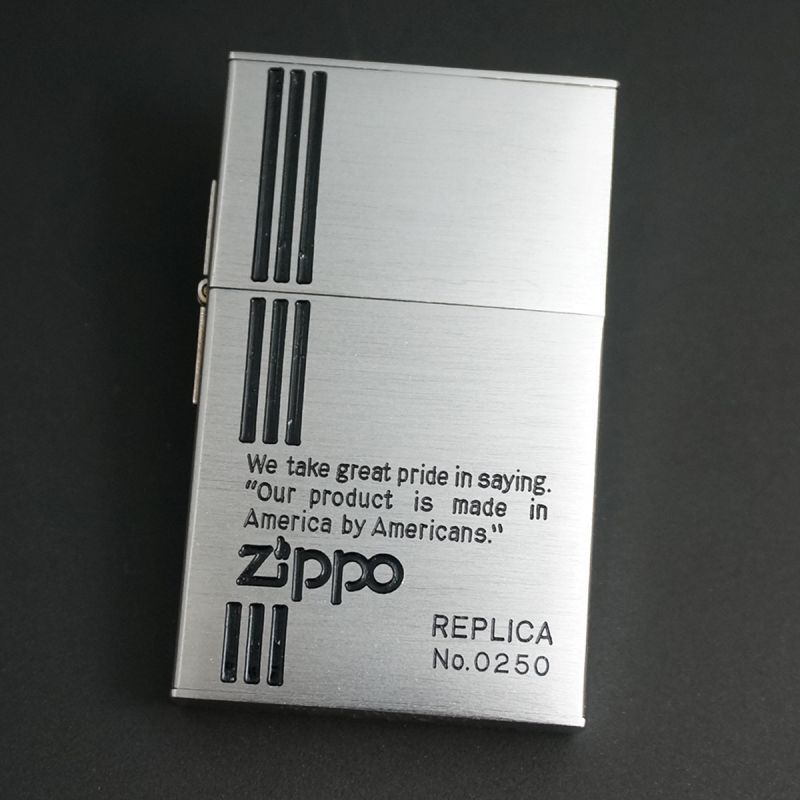 We take great pride in saying.
"Our product is made in
America by Americans."
Zippo
REPLICA
No.0250